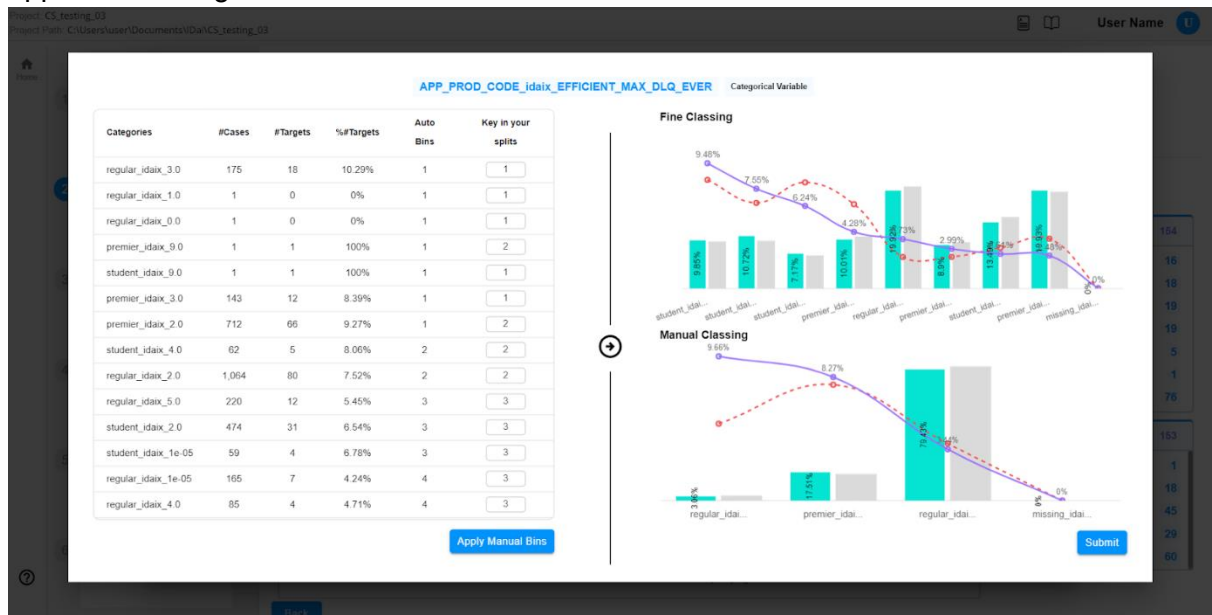 Project: CS_testing_03
Project Path: C:\Users\user\Documents\IDai\CS_testing_03
User Name U
Home
APP_PROD_CODE_idaix_EFFICIENT_MAX_DLQ_EVER Categorical Variable
Categories #Cases #Targets %#Targets Auto Bins Key in your splits
regular_idaix_3.0 175 18 10.29% 1 1
regular_idaix_1.0 1 0 0% 1 1
regular_idaix_0.0 1 0 0% 1 1
premier_idaix_9.0 1 1 100% 1 2
student_idaix_9.0 1 1 100% 1 1
premier_idaix_3.0 143 12 8.39% 1 1
premier_idaix_2.0 712 66 9.27% 1 2
student_idaix_4.0 62 5 8.06% 2 2
regular_idaix_2.0 1,064 80 7.52% 2 2
regular_idaix_5.0 220 12 5.45% 3 3
student_idaix_2.0 474 31 6.54% 3 3
student_idaix_1e-05 59 4 6.78% 3 3
regular_idaix_1e-05 165 7 4.24% 4 3
regular_idaix_4.0 85 4 4.71% 4 3
Apply Manual Bins
Fine Classing
9.48% 7.55% 6.24% 4.28% 2.99% 0%
9.85% 10.72% 7.17% 10.01% 19.92% 8.9% 13.49% 19.93% 0%
student_idai... student_idai... student_idai... premier_idai... regular_idai... premier_idai... student_idai... premier_idai... missing_idai...
Manual Classing
9.66% 8.27% 0%
3.06% 17.51% 79.43% 0%
regular_idai... premier_idai... regular_idai... missing_idai...
Submit
154
16
18
19
19
5
1
76
153
1
18
45
29
60
Back